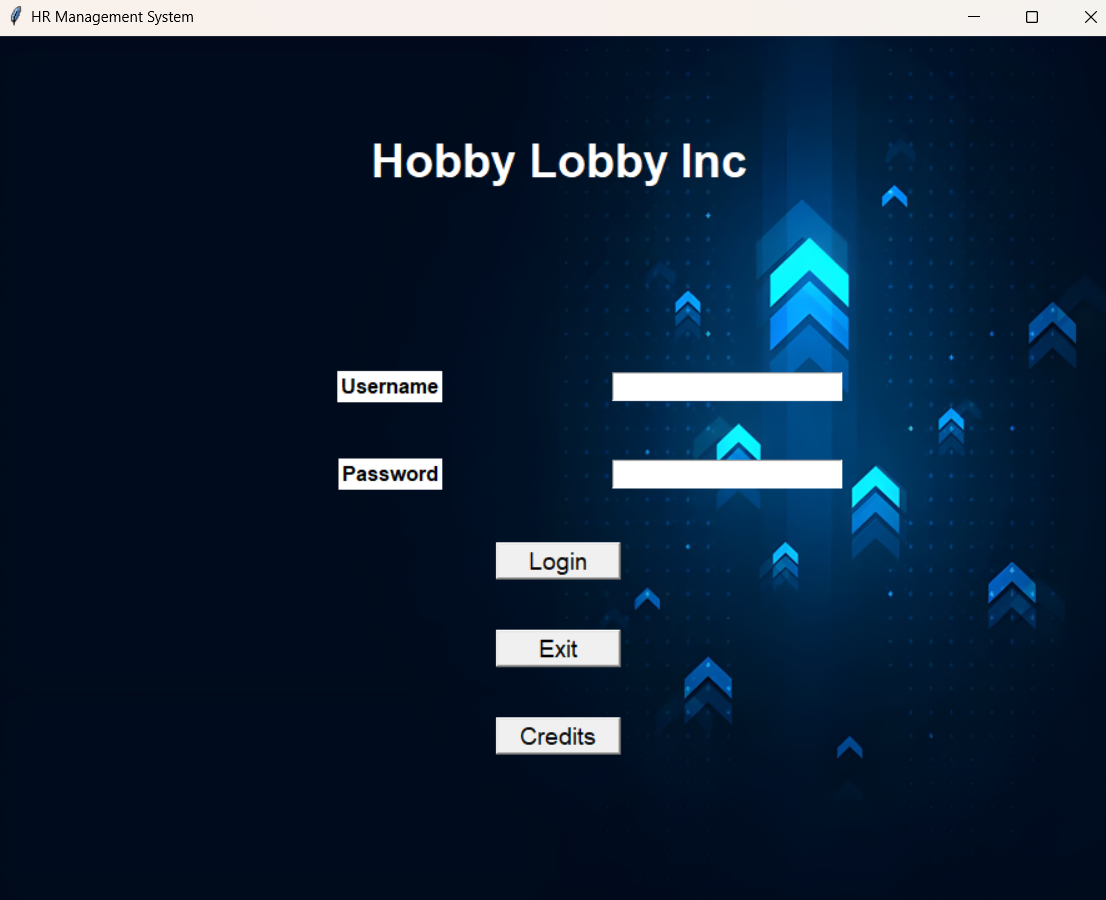 HR Management System
Hobby Lobby Inc
Username
Password
Login
Exit
Credits